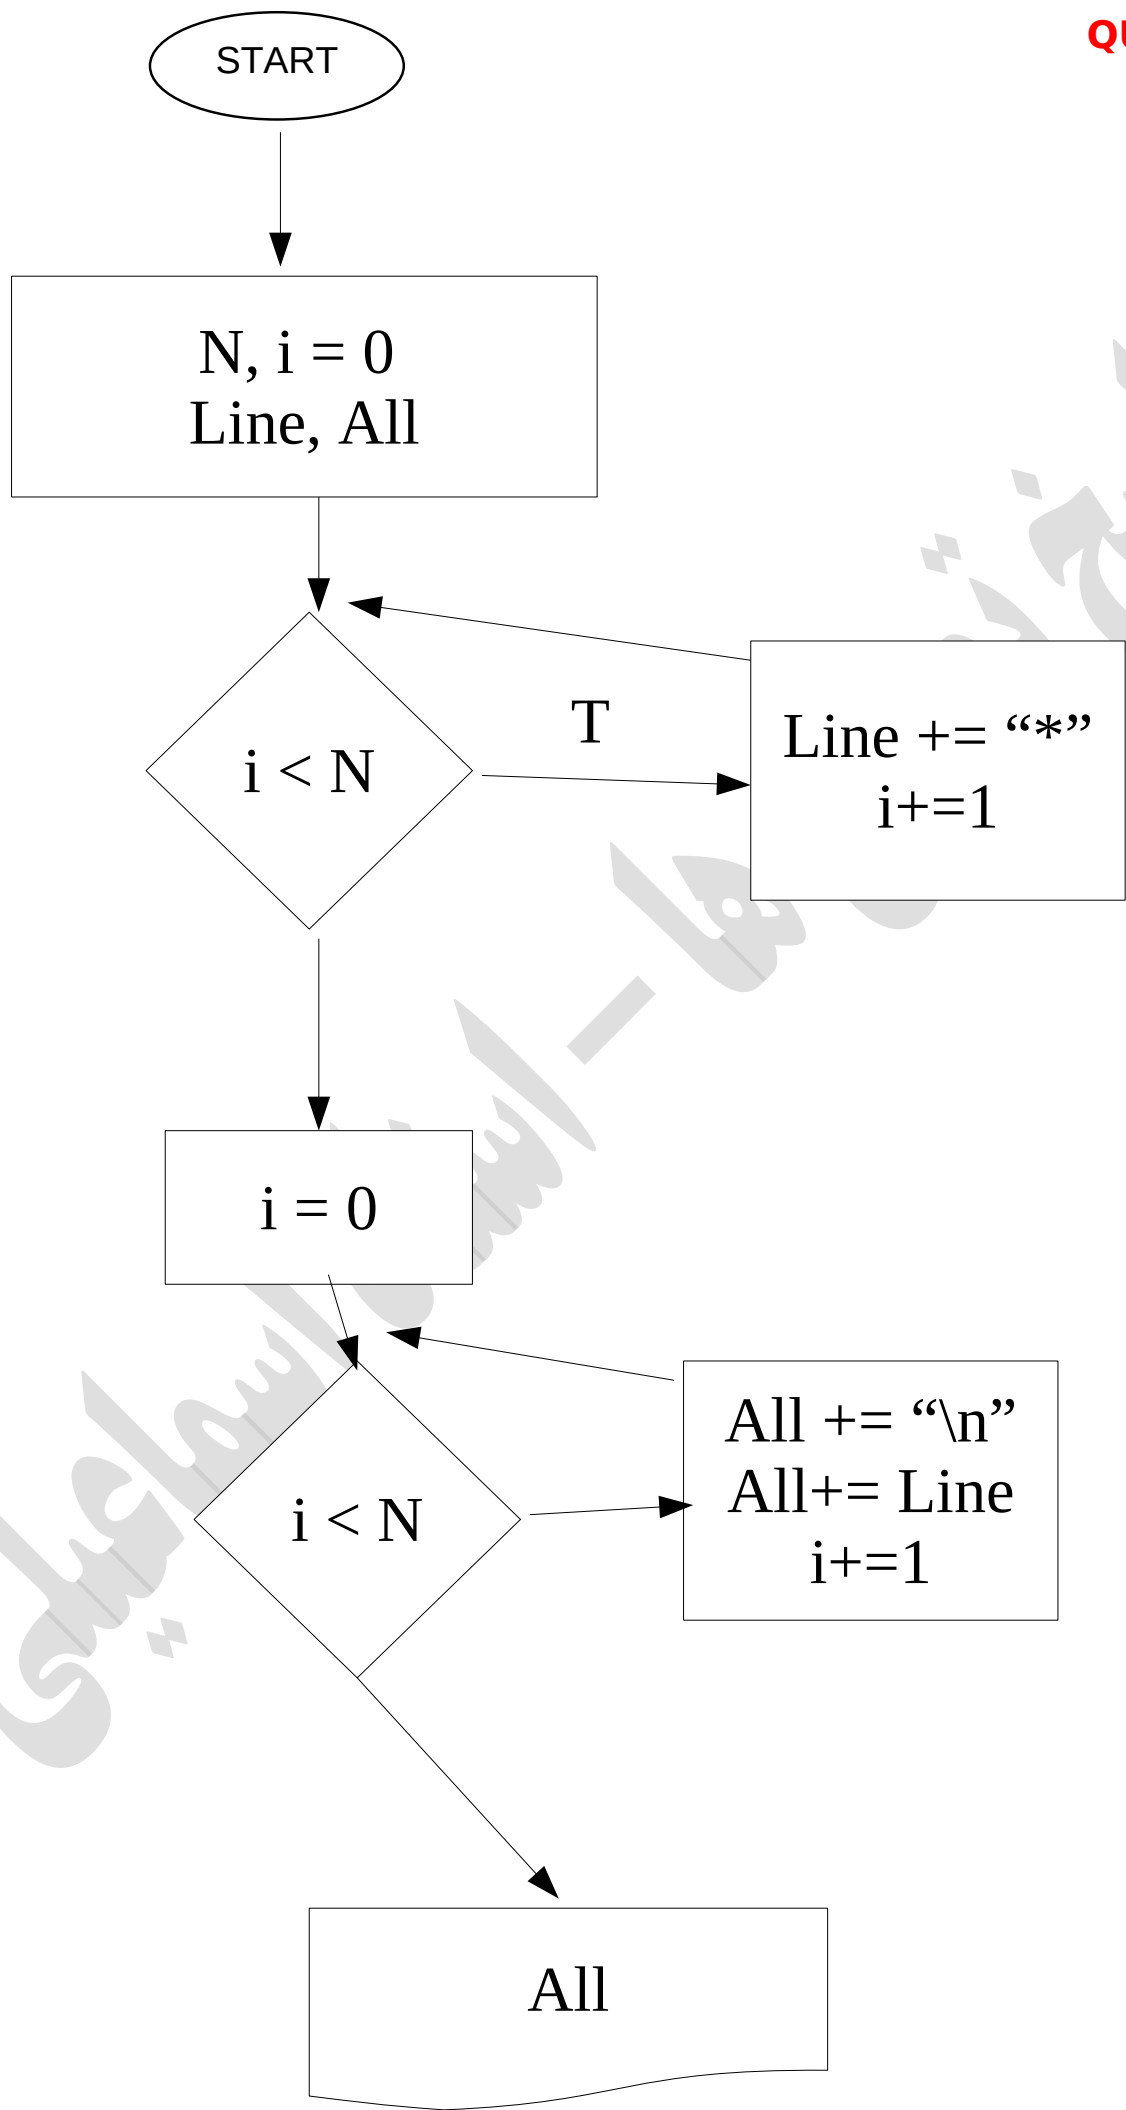 START
N, i = 0
Line, All
i < N
T
Line += “*”
i+=1
i = 0
i < N
All += “\n”
All+= Line
i+=1
All